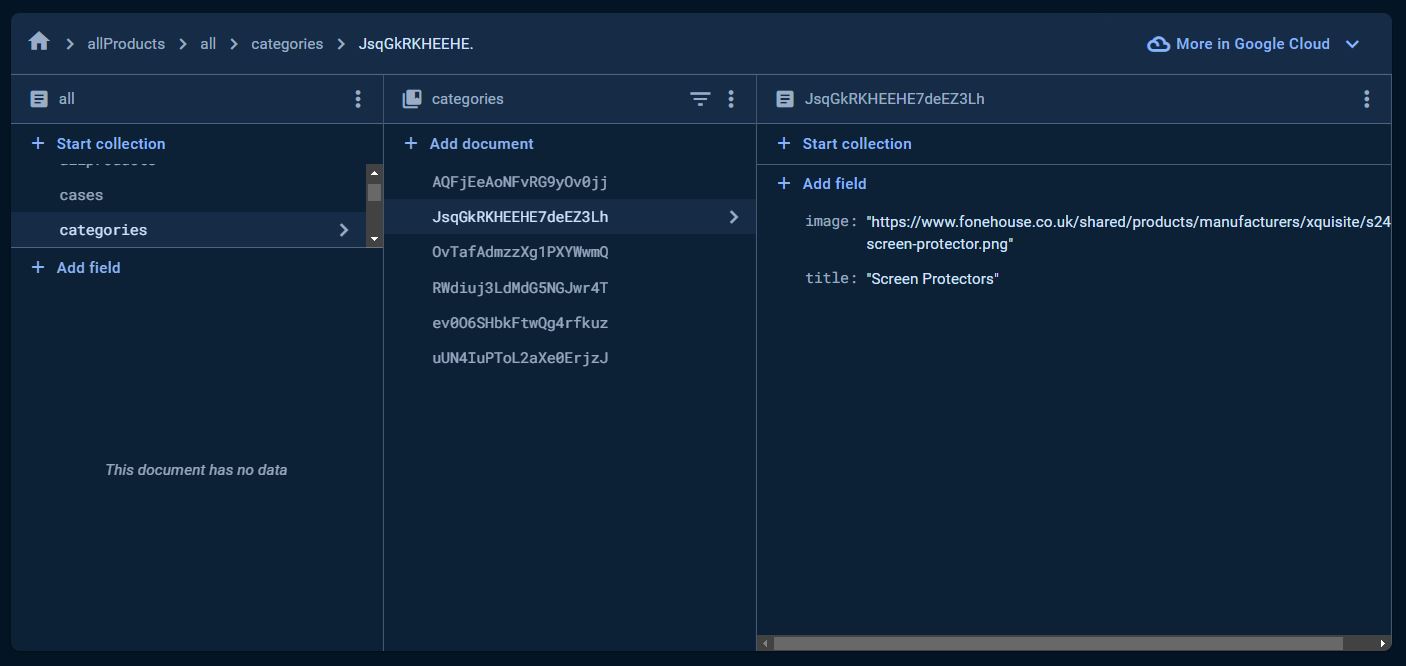 allProducts > all > categories > JsqGkRKHEEHE.
More in Google Cloud
all
Start collection
cases
categories
Add field
This document has no data
categories
Add document
AQFjEeAoNFvRG9yOv0jj
JsqGkRKHEEHE7deEZ3Lh
OvTafAdmzzXg1PXYWwmQ
RWdiuj3LdMdG5NGJwr4T
ev0O6SHbkFtwQg4rfkuz
uUN4IuPToL2aXe0ErjzJ
JsqGkRKHEEHE7deEZ3Lh
Start collection
Add field
image: "https://www.fonehouse.co.uk/shared/products/manufacturers/xquisite/s24
screen-protector.png"
title: "Screen Protectors"